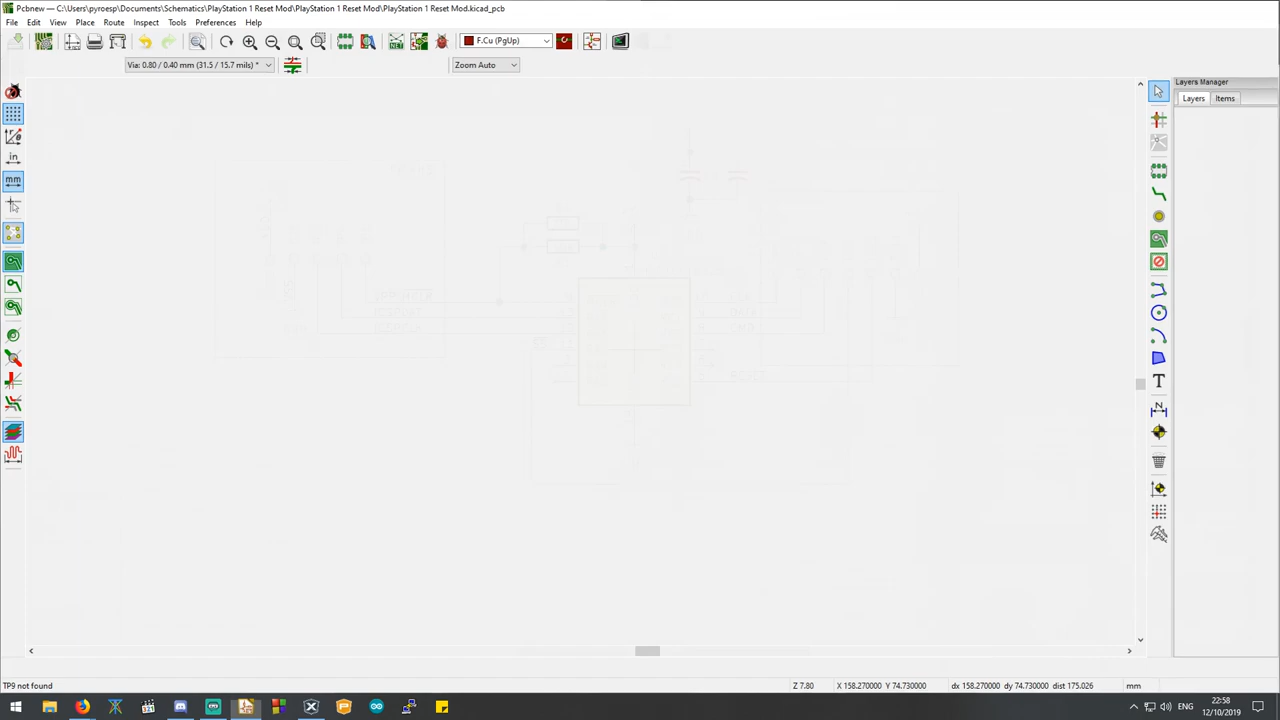 Pcbnew — C:\Users\pyroesp\Documents\Schematics\PlayStation 1 Reset Mod\PlayStation 1 Reset Mod\PlayStation 1 Reset Mod.kicad_pcb
File Edit View Place Route Inspect Tools Preferences Help
F.Cu (PgUp)
Via: 0.80 / 0.40 mm (31.5 / 15.7 mils) * Zoom Auto
Layers Manager
Layers Items
in
mm
TP9 not found Z 7.80 X 158.270000 Y 74.730000 dx 158.270000 dy 74.730000 dist 175.026 mm
ENG 22:58
12/10/2019